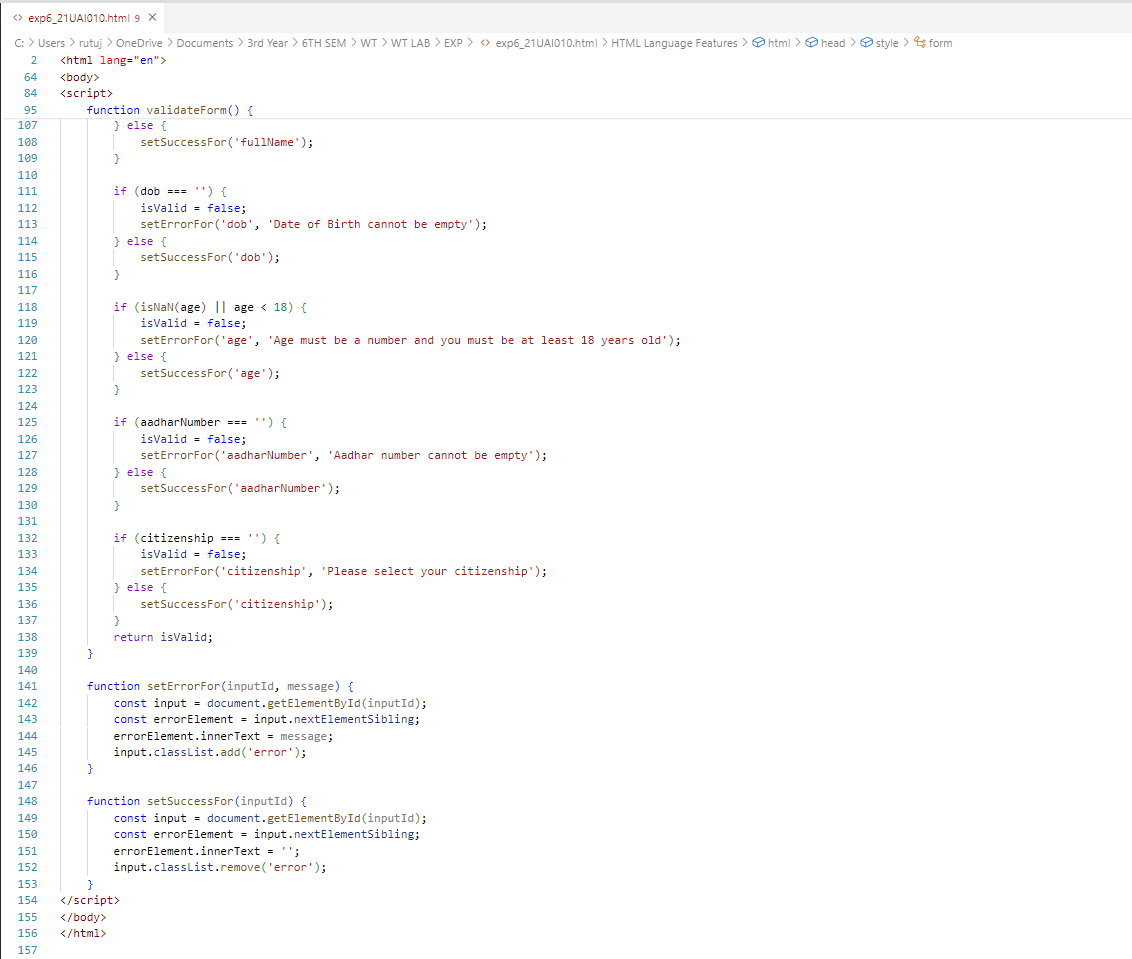 exp6_21UAI010.html 9
C: > Users > rutuj > OneDrive > Documents > 3rd Year > 6TH SEM > WT > WT LAB > EXP > exp6_21UAI010.html > HTML Language Features > html > head > style > form
2 <html lang="en">
64 <body>
84 <script>
95 function validateForm() {
107 } else {
108 setSuccessFor('fullName');
109 }
110
111 if (dob === '') {
112 isValid = false;
113 setErrorFor('dob', 'Date of Birth cannot be empty');
114 } else {
115 setSuccessFor('dob');
116 }
117
118 if (isNaN(age) || age < 18) {
119 isValid = false;
120 setErrorFor('age', 'Age must be a number and you must be at least 18 years old');
121 } else {
122 setSuccessFor('age');
123 }
124
125 if (aadharNumber === '') {
126 isValid = false;
127 setErrorFor('aadharNumber', 'Aadhar number cannot be empty');
128 } else {
129 setSuccessFor('aadharNumber');
130 }
131
132 if (citizenship === '') {
133 isValid = false;
134 setErrorFor('citizenship', 'Please select your citizenship');
135 } else {
136 setSuccessFor('citizenship');
137 }
138 return isValid;
139 }
140
141 function setErrorFor(inputId, message) {
142 const input = document.getElementById(inputId);
143 const errorElement = input.nextElementSibling;
144 errorElement.innerText = message;
145 input.classList.add('error');
146 }
147
148 function setSuccessFor(inputId) {
149 const input = document.getElementById(inputId);
150 const errorElement = input.nextElementSibling;
151 errorElement.innerText = '';
152 input.classList.remove('error');
153 }
154 </script>
155 </body>
156 </html>
157